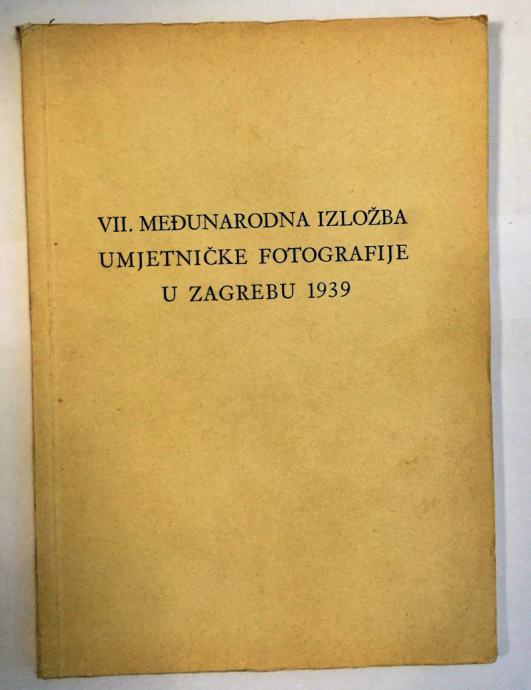 VII. MEĐUNARODNA IZLOŽBA
UMJETNIČKE FOTOGRAFIJE
U ZAGREBU 1939